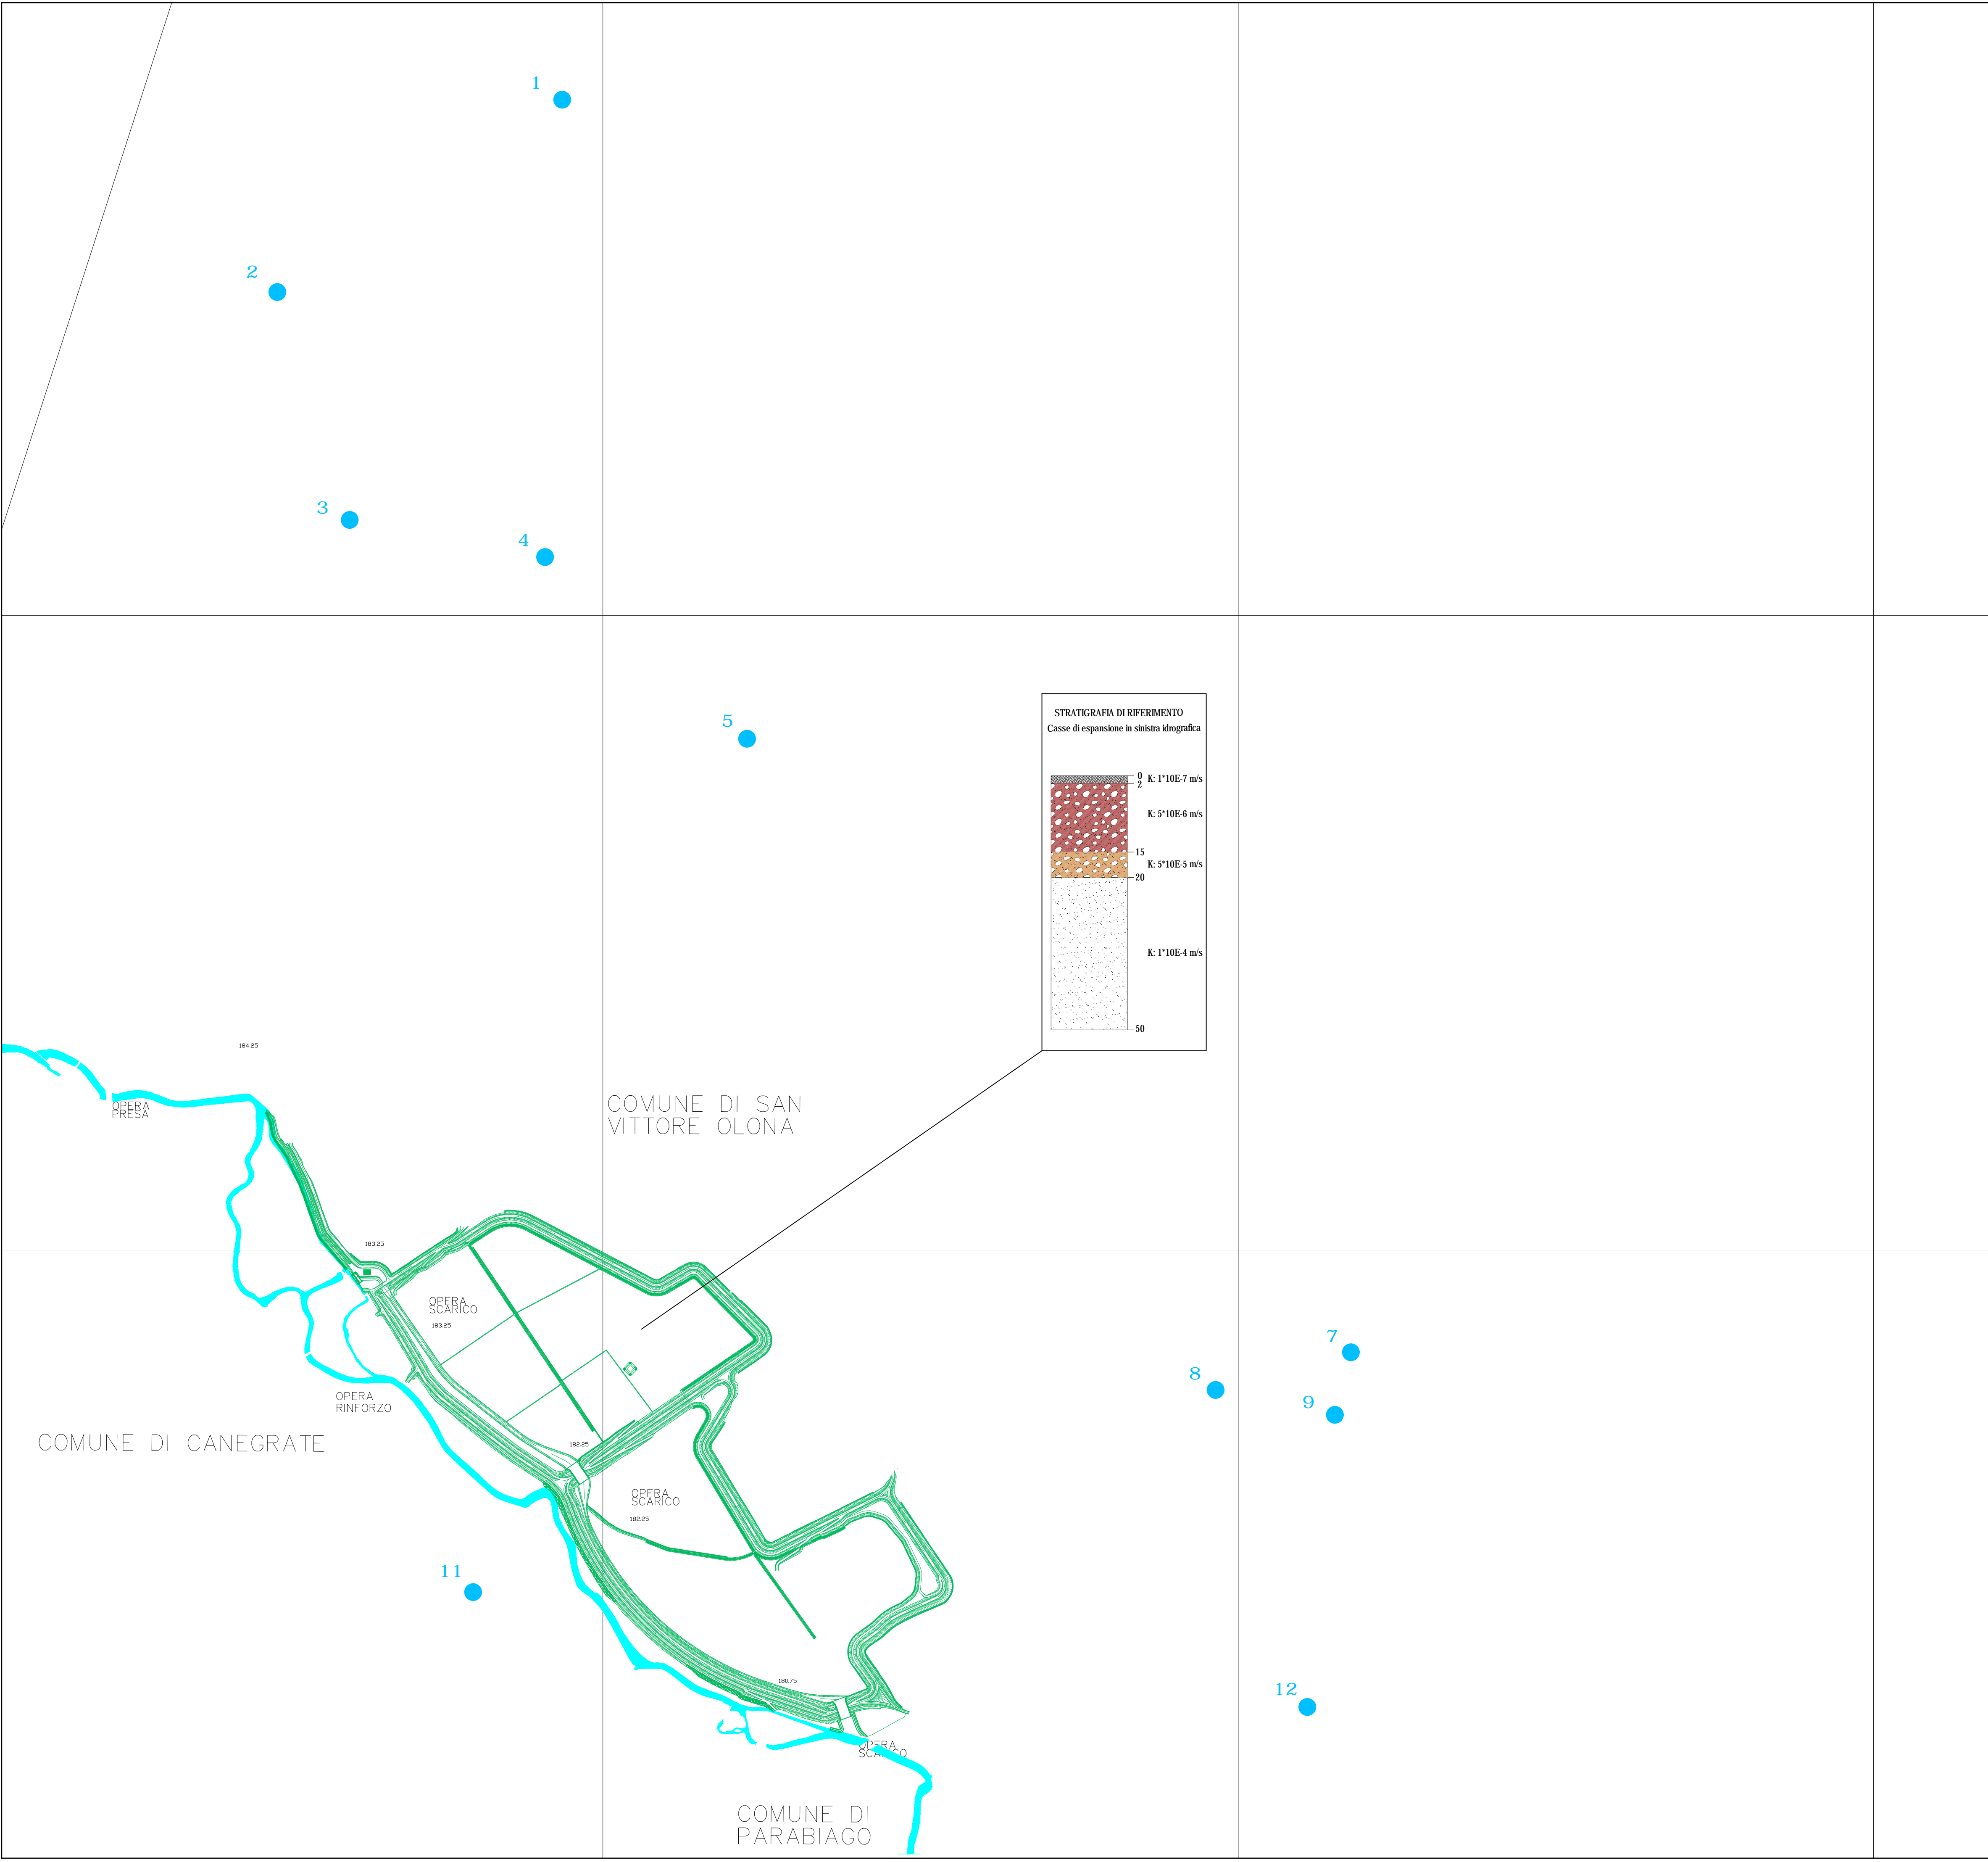 1
2
3
4
5
STRATIGRAFIA DI RIFERIMENTO
Casse di espansione in sinistra idrografica
0
K: 1*10E-7 m/s
2
K: 5*10E-6 m/s
15
K: 5*10E-5 m/s
20
K: 1*10E-4 m/s
50
184.25
OPERA
PRESA
COMUNE DI SAN
VITTORE OLONA
183.25
OPERA
SCARICO
183.25
7
8
9
OPERA
RINFORZO
COMUNE DI CANEGRATE
182.25
OPERA
SCARICO
182.25
11
180.75
12
OPERA
SCARICO
COMUNE DI
PARABIAGO